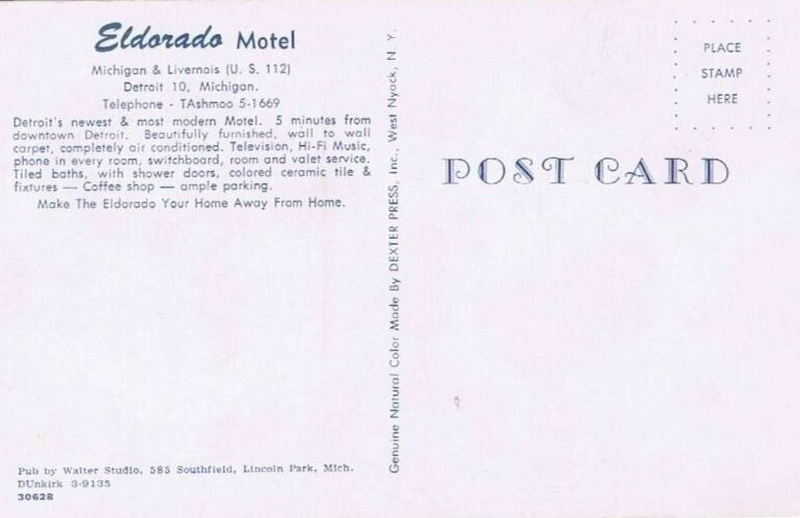 Eldorado Motel
Michigan & Livernois (U. S. 112)
Detroit 10, Michigan.
Telephone - TAshmoo 5-1669
Detroit's newest & most modern Motel. 5 minutes from
downtown Detroit. Beautifully furnished, wall to wall
carpet, completely air conditioned. Television, Hi-Fi Music,
phone in every room, switchboard, room and valet service.
Tiled baths, with shower doors, colored ceramic tile &
fixtures — Coffee shop — ample parking.
Make The Eldorado Your Home Away From Home.
Pub by Walter Studio, 585 Southfield, Lincoln Park, Mich.
DUnkirk 3-9135
30628
Genuine Natural Color Made By DEXTER PRESS, Inc., West Nyack, N. Y.
PLACE
STAMP
HERE
POST CARD